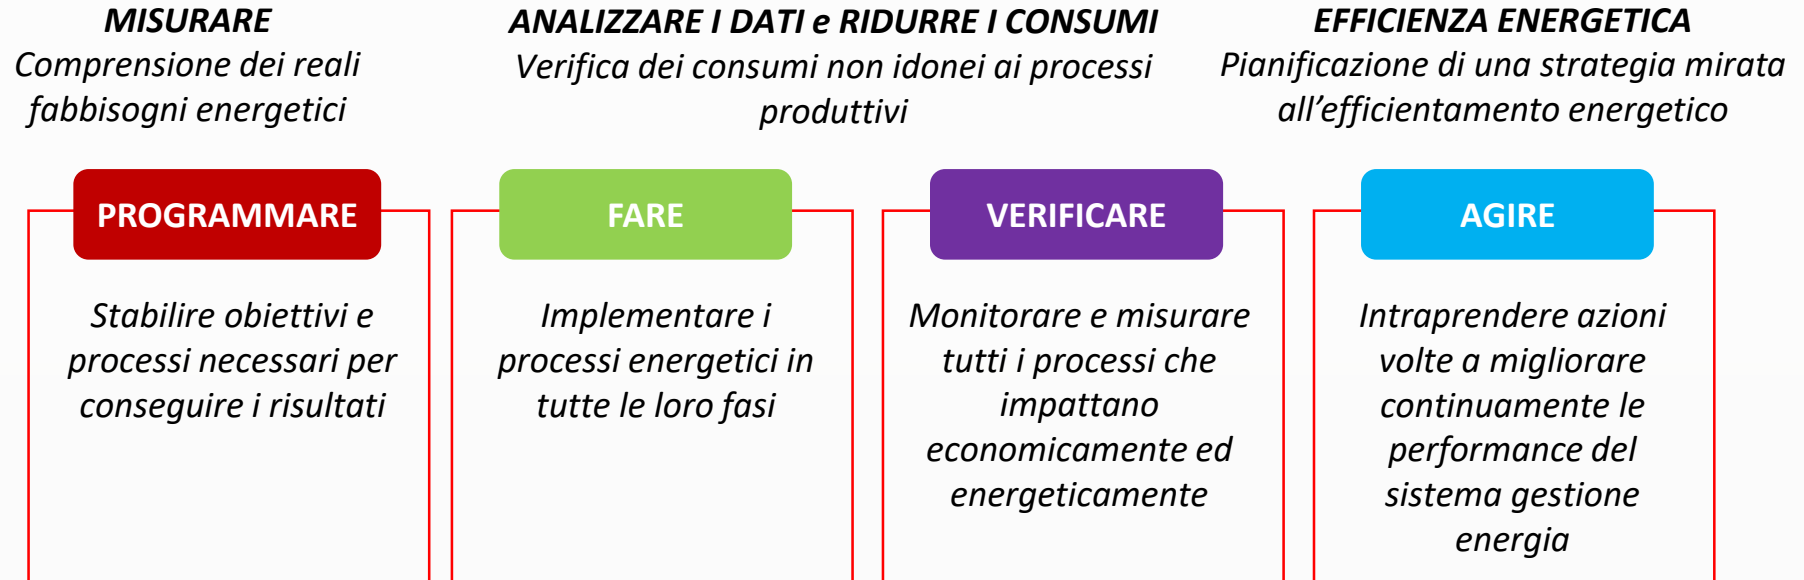 MISURARE
Comprensione dei reali
fabbisogni energetici
ANALIZZARE I DATI e RIDURRE I CONSUMI
Verifica dei consumi non idonei ai processi
produttivi
EFFICIENZA ENERGETICA
Pianificazione di una strategia mirata
all’efficientamento energetico
PROGRAMMARE
Stabilire obiettivi e
processi necessari per
conseguire i risultati
FARE
Implementare i
processi energetici in
tutte le loro fasi
VERIFICARE
Monitorare e misurare
tutti i processi che
impattano
economicamente ed
energeticamente
AGIRE
Intraprendere azioni
volte a migliorare
continuamente le
performance del
sistema gestione
energia